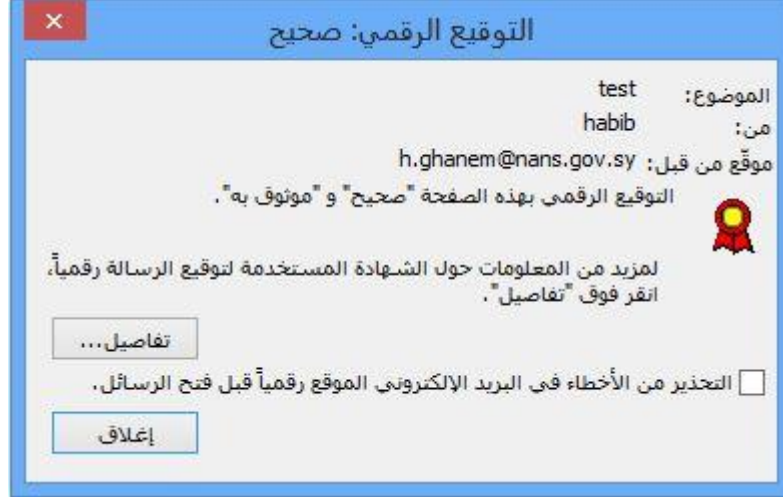 التوقيع الرقمي: صحيح
الموضوع: test
من: habib
موقّع من قبل: h.ghanem@nans.gov.sy
التوقيع الرقمي بهذه الصفحة "صحيح" و "موثوق به".
لمزيد من المعلومات حول الشهادة المستخدمة لتوقيع الرسالة رقمياً،
انقر فوق "تفاصيل".
تفاصيل...
التحذير من الأخطاء في البريد الإلكتروني الموقع رقمياً قبل فتح الرسائل.
إغلاق